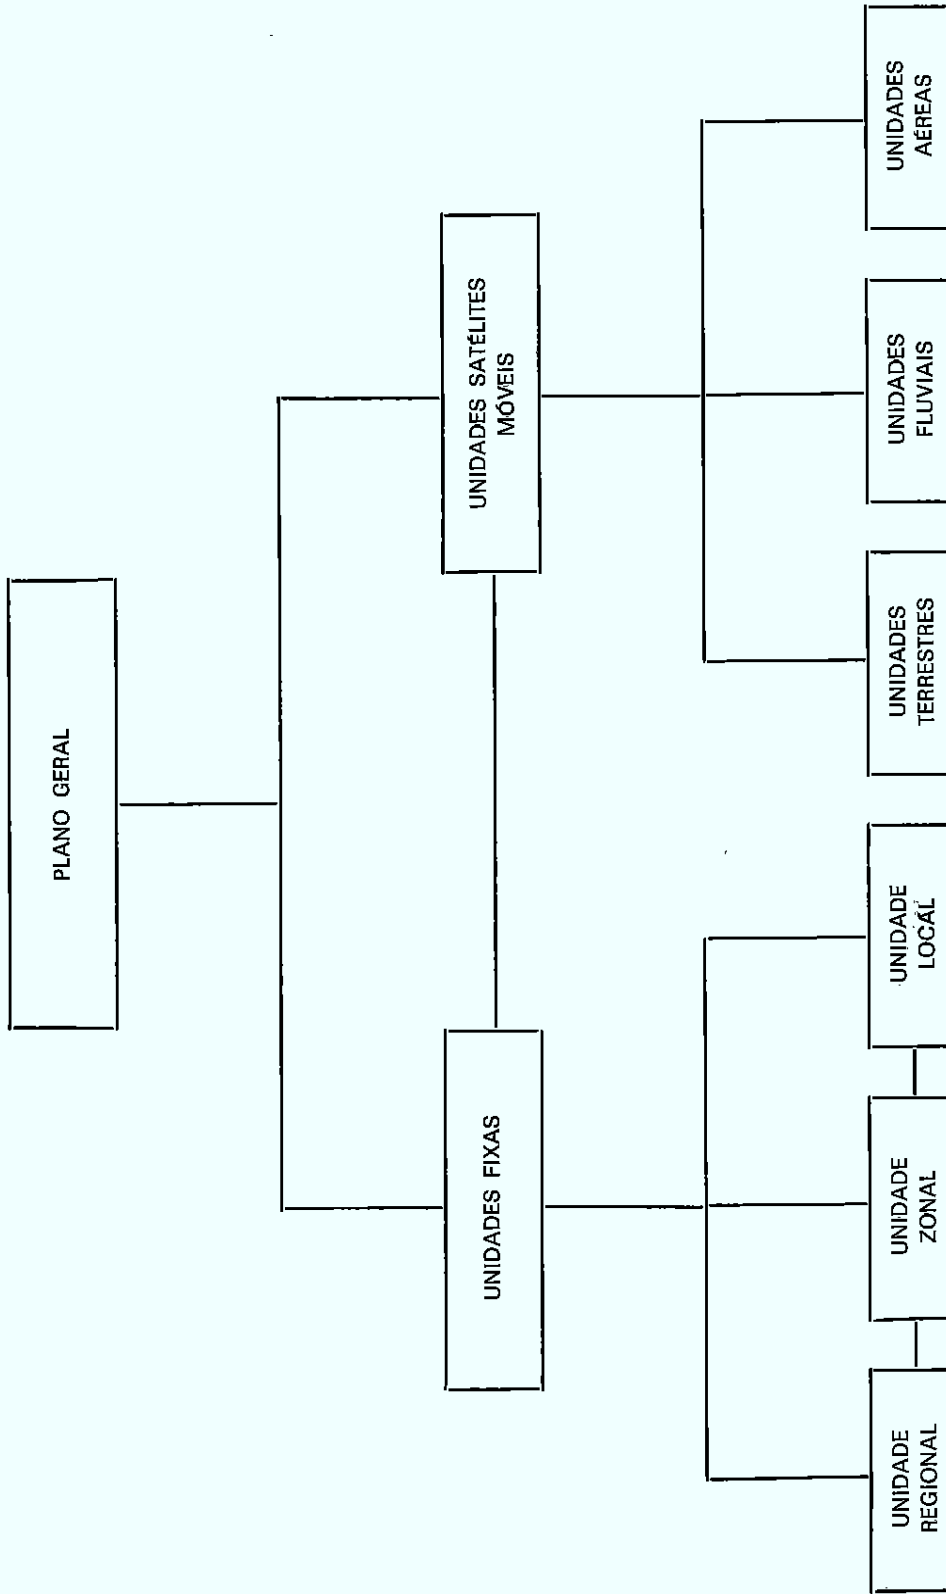 PLANO GERAL
UNIDADES FIXAS
UNIDADES SATÉLITES
MÓVEIS
UNIDADE
REGIONAL
UNIDADE
ZONAL
UNIDADE
LOCAL
UNIDADES
TERRESTRES
UNIDADES
FLUVIAIS
UNIDADES
AÉREAS